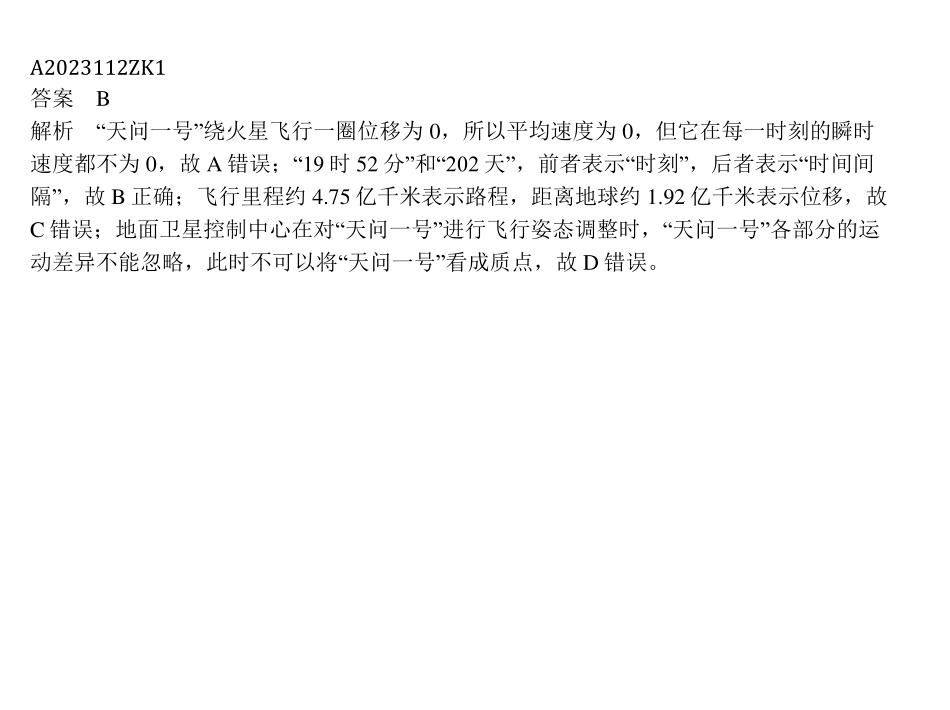 A2023112ZK1
答案　B
解析　“天问一号”绕火星飞行一圈位移为 0，所以平均速度为 0，但它在每一时刻的瞬时
速度都不为 0，故 A 错误；“19 时 52 分”和“202 天”，前者表示“时刻”，后者表示“时间间
隔”，故 B 正确；飞行里程约 4.75 亿千米表示路程，距离地球约 1.92 亿千米表示位移，故
C 错误；地面卫星控制中心在对“天问一号”进行飞行姿态调整时，“天问一号”各部分的运
动差异不能忽略，此时不可以将“天问一号”看成质点，故 D 错误。